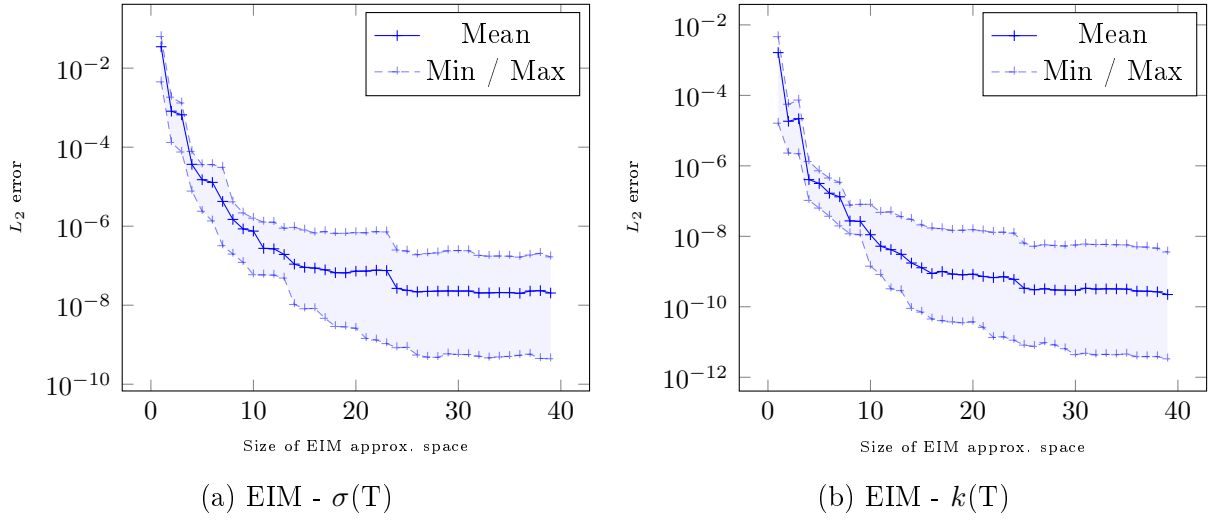 Mean
Min / Max
10⁻²
10⁻⁴
10⁻⁶
10⁻⁸
10⁻¹⁰
L₂ error
0 10 20 30 40
Size of EIM approx. space
(a) EIM - σ(T)
Mean
Min / Max
10⁻²
10⁻⁴
10⁻⁶
10⁻⁸
10⁻¹⁰
10⁻¹²
L₂ error
0 10 20 30 40
Size of EIM approx. space
(b) EIM - k(T)